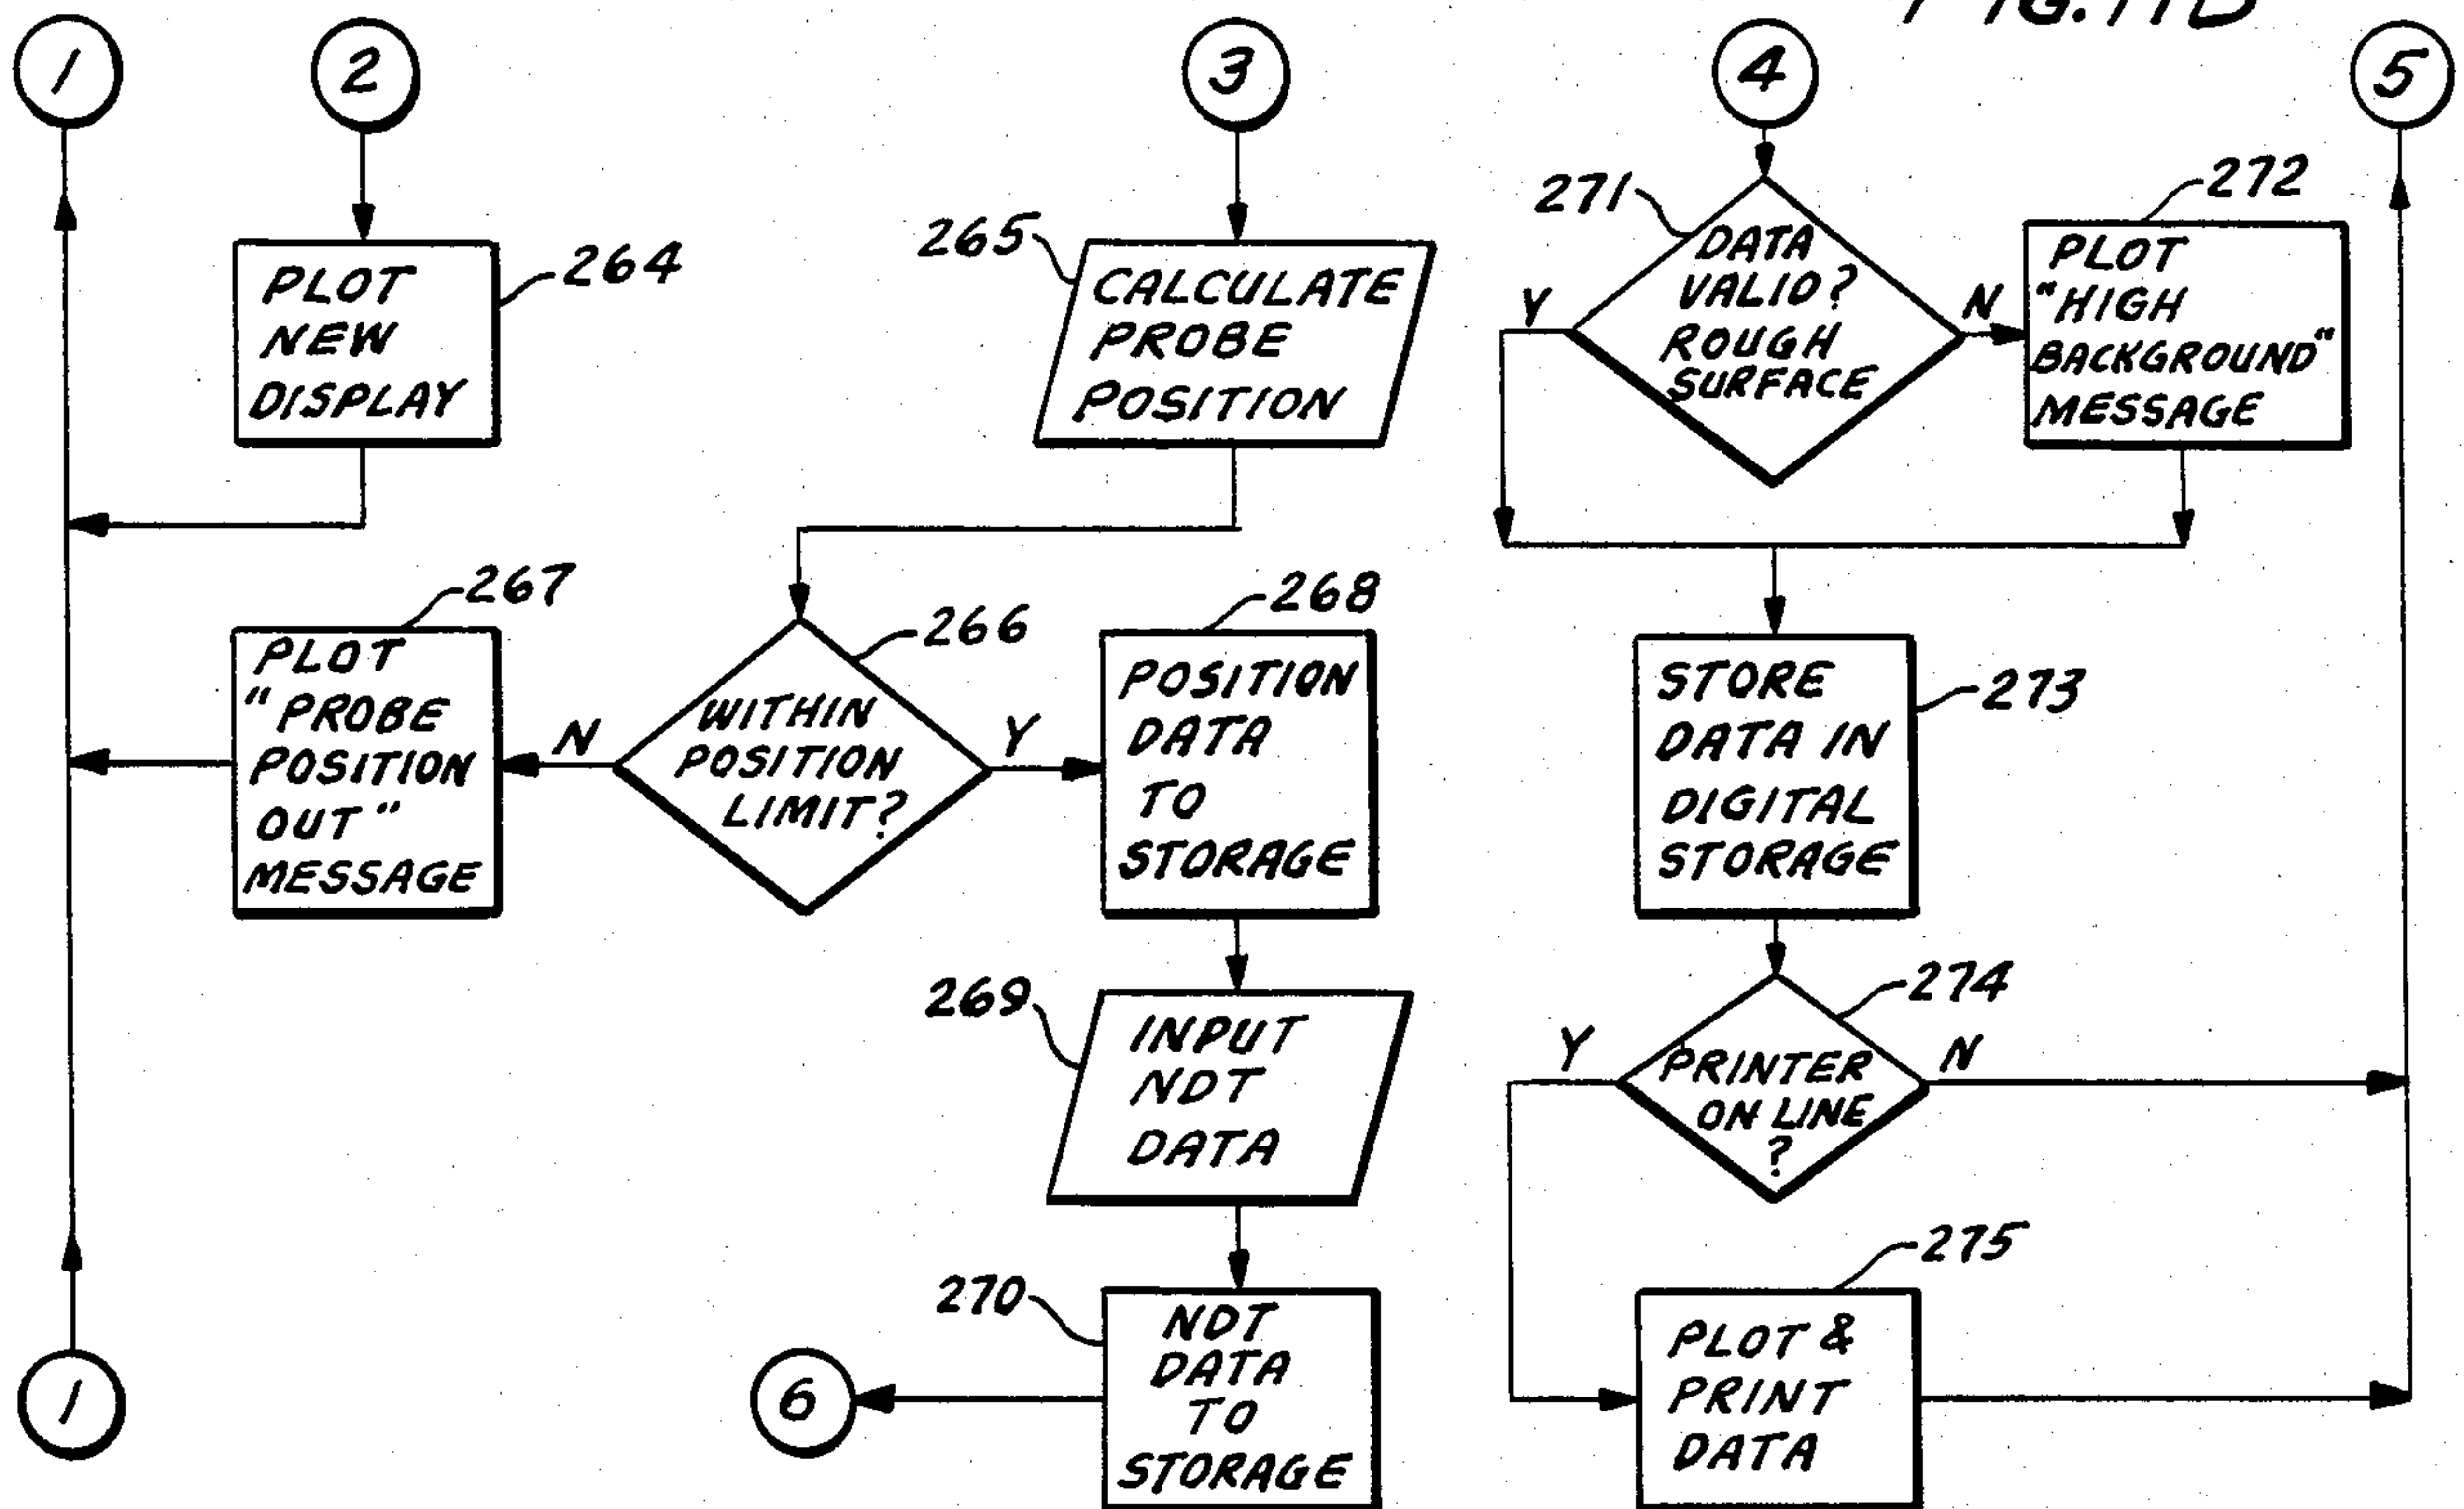 FIG. 11B
1
2
3
4
5
264
PLOT
NEW
DISPLAY
265
CALCULATE
PROBE
POSITION
271
DATA
VALID?
ROUGH
SURFACE
Y
N
272
PLOT
"HIGH
BACKGROUND"
MESSAGE
267
PLOT
"PROBE
POSITION
OUT"
MESSAGE
N
266
WITHIN
POSITION
LIMIT?
Y
268
POSITION
DATA
TO
STORAGE
273
STORE
DATA IN
DIGITAL
STORAGE
269
INPUT
NDT
DATA
274
Y
PRINTER
ON LINE
?
N
1
6
270
NDT
DATA
TO
STORAGE
275
PLOT &
PRINT
DATA